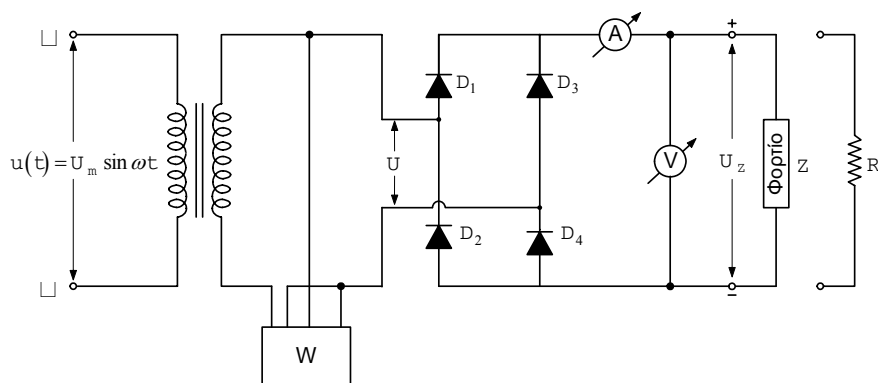 A
+
D₁
D₃
u(t) = U_m sin ωt
U
V
U_Z
Φορτίο
Z
R
D₂
D₄
−
W